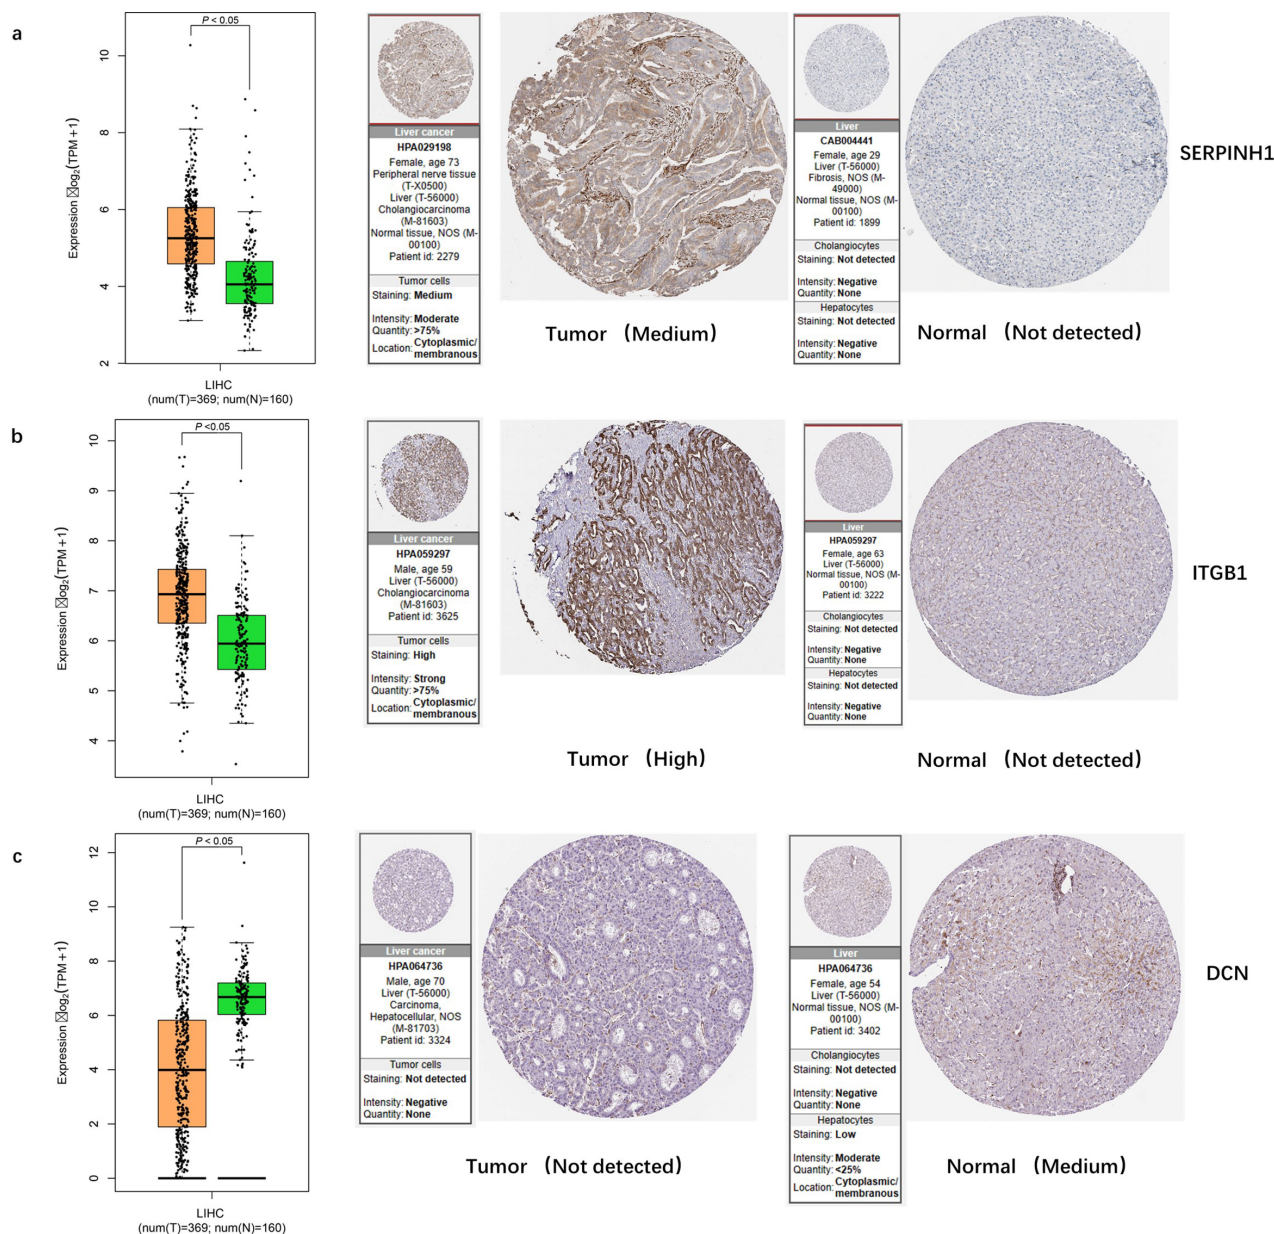 a
P < 0.05
10
8
6
4
2
Expression log₂(TPM+1)
LIHC
(num(T)=369; num(N)=160)
Liver cancer
HPA029198
Female, age 73
Peripheral nerve tissue
(T-X0500)
Liver (T-56000)
Cholangiocarcinoma
(M-81603)
Normal tissue, NOS (M-
00100)
Patient id: 2279
Tumor cells
Staining: Medium
Intensity: Moderate
Quantity: >75%
Location: Cytoplasmic/
membranous
Tumor (Medium)
Liver
CAB004441
Female, age 29
Liver (T-56000)
Fibrosis, NOS (M-
49000)
Normal tissue, NOS (M-
00100)
Patient id: 1899
Cholangiocytes
Staining: Not detected
Intensity: Negative
Quantity: None
Hepatocytes
Staining: Not detected
Intensity: Negative
Quantity: None
Normal (Not detected)
SERPINH1
b
P <0.05
10
9
8
7
6
5
4
Expression log₂(TPM+1)
LIHC
(num(T)=369; num(N)=160)
Liver cancer
HPA059297
Male, age 59
Liver (T-56000)
Cholangiocarcinoma
(M-81603)
Patient id: 3625
Tumor cells
Staining: High
Intensity: Strong
Quantity: >75%
Location: Cytoplasmic/
membranous
Tumor (High)
Liver
HPA059297
Female, age 63
Liver (T-56000)
Normal tissue, NOS (M-
00100)
Patient id: 3222
Cholangiocytes
Staining: Not detected
Intensity: Negative
Quantity: None
Hepatocytes
Staining: Not detected
Intensity: Negative
Quantity: None
Normal (Not detected)
ITGB1
c
P < 0.05
12
10
8
6
4
2
0
Expression log₂(TPM+1)
LIHC
(num(T)=369; num(N)=160)
Liver cancer
HPA064736
Male, age 70
Liver (T-56000)
Carcinoma,
Hepatocellular, NOS
(M-81703)
Patient id: 3324
Tumor cells
Staining: Not detected
Intensity: Negative
Quantity: None
Tumor (Not detected)
Liver
HPA064736
Female, age 54
Liver (T-56000)
Normal tissue, NOS (M-
00100)
Patient id: 3402
Cholangiocytes
Staining: Not detected
Intensity: Negative
Quantity: None
Hepatocytes
Staining: Low
Intensity: Moderate
Quantity: <25%
Location: Cytoplasmic/
membranous
Normal (Medium)
DCN